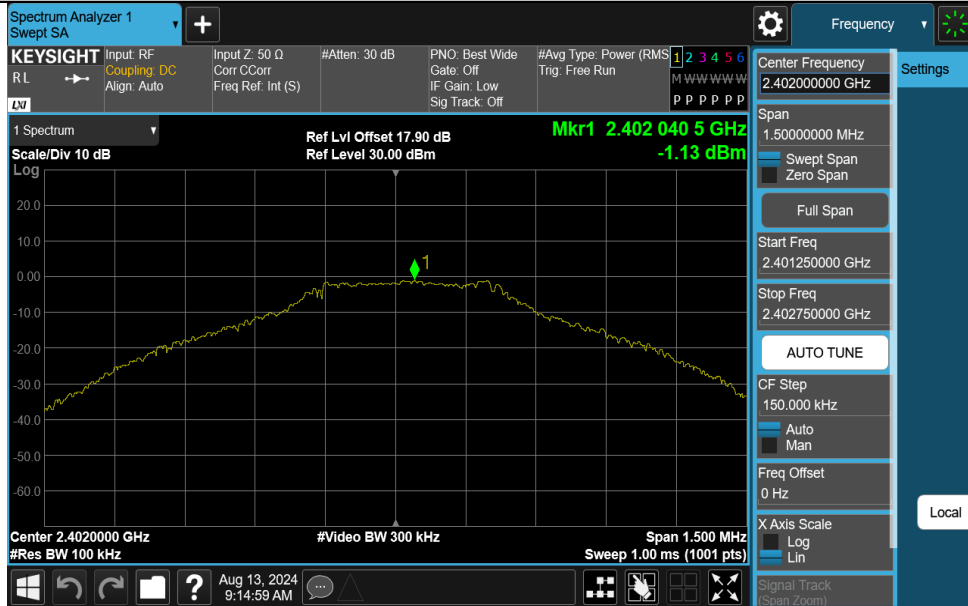 Spectrum Analyzer 1
Swept SA
+
Frequency
KEYSIGHT
R L
LXI
Input: RF
Coupling: DC
Align: Auto
Input Z: 50 Ω
Corr CCorr
Freq Ref: Int (S)
#Atten: 30 dB
PNO: Best Wide
Gate: Off
IF Gain: Low
Sig Track: Off
#Avg Type: Power (RMS
Trig: Free Run
1 2 3 4 5 6
M W W W W W
P P P P P P
Center Frequency
2.402000000 GHz
Settings
Span
1.50000000 MHz
Swept Span
Zero Span
Full Span
Start Freq
2.401250000 GHz
Stop Freq
2.402750000 GHz
AUTO TUNE
CF Step
150.000 kHz
Auto
Man
Freq Offset
0 Hz
X Axis Scale
Log
Lin
Signal Track
(Span Zoom)
Local
1 Spectrum
Scale/Div 10 dB
Log
Ref Lvl Offset 17.90 dB
Ref Level 30.00 dBm
Mkr1 2.402 040 5 GHz
-1.13 dBm
1
20.0
10.0
0.00
-10.0
-20.0
-30.0
-40.0
-50.0
-60.0
Center 2.4020000 GHz
#Res BW 100 kHz
#Video BW 300 kHz
Span 1.500 MHz
Sweep 1.00 ms (1001 pts)
?
Aug 13, 2024
9:14:59 AM